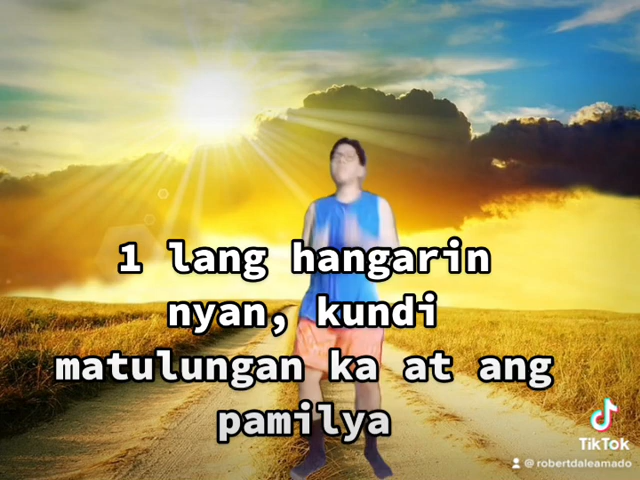 1 lang hangarin
nyan, kundi
matulungan ka at ang
pamilya
TikTok
@robertdaleamado